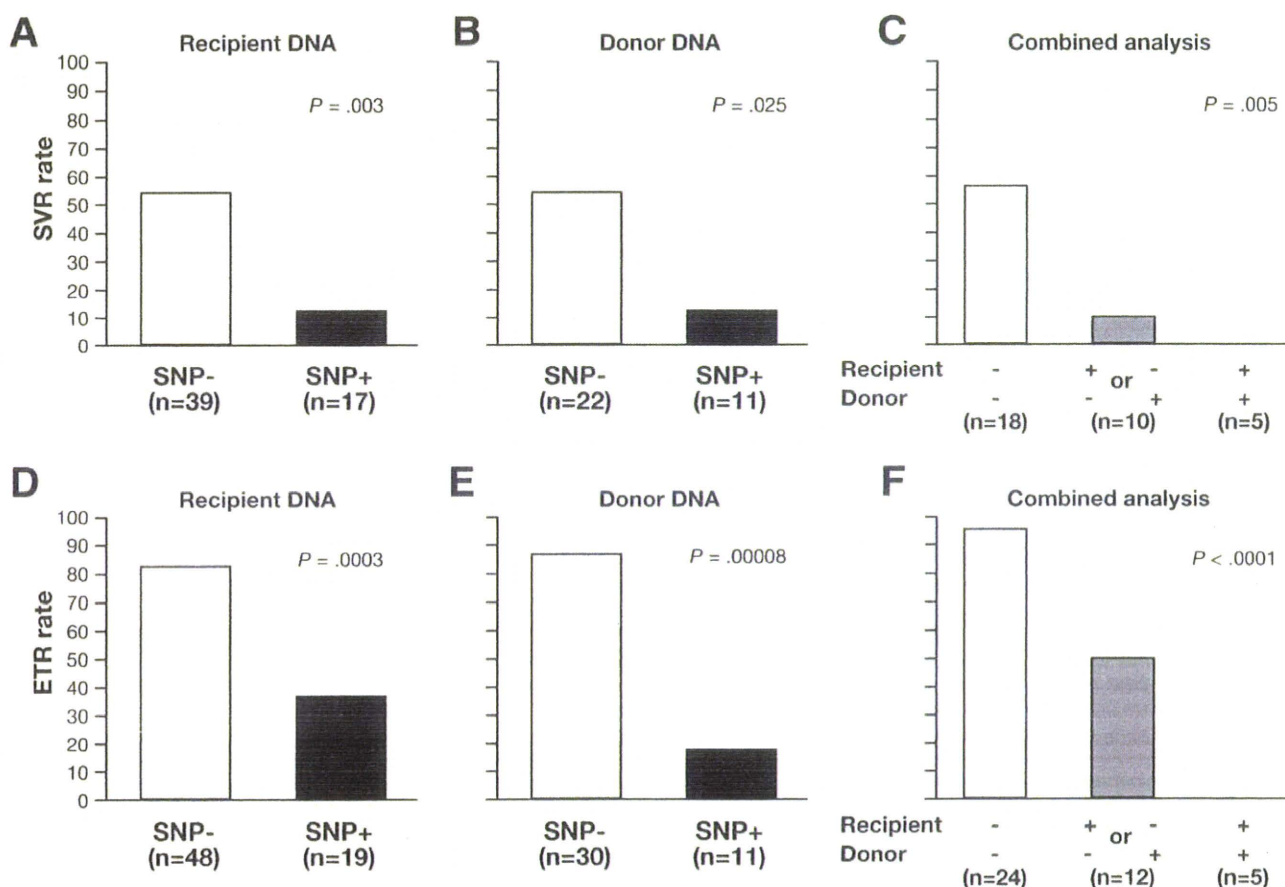 A
Recipient DNA
SVR rate
100
90
80
70
60
50
40
30
20
10
0
P = .003
SNP-
(n=39)
SNP+
(n=17)
B
Donor DNA
P = .025
SNP-
(n=22)
SNP+
(n=11)
C
Combined analysis
P = .005
Recipient - + or - +
Donor - - + +
(n=18) (n=10) (n=5)
D
Recipient DNA
ETR rate
100
90
80
70
60
50
40
30
20
10
0
P = .0003
SNP-
(n=48)
SNP+
(n=19)
E
Donor DNA
P = .00008
SNP-
(n=30)
SNP+
(n=11)
F
Combined analysis
P < .0001
Recipient - + or - +
Donor - - + +
(n=24) (n=12) (n=5)